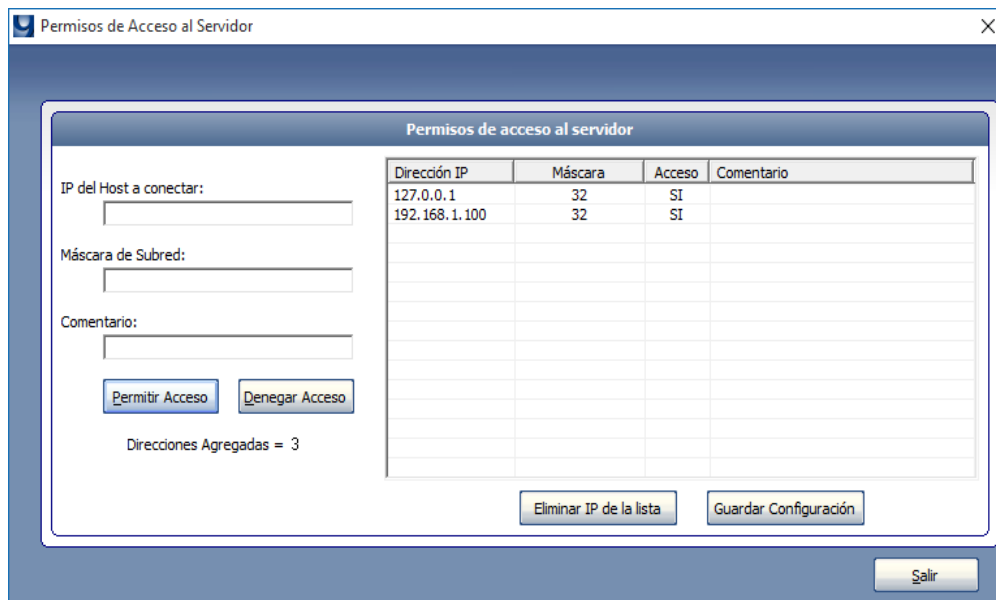 Permisos de Acceso al Servidor
Permisos de acceso al servidor
IP del Host a conectar:
Máscara de Subred:
Comentario:
Permitir Acceso
Denegar Acceso
Direcciones Agregadas = 3
Dirección IP Máscara Acceso Comentario
127.0.0.1 32 SI
192.168.1.100 32 SI
Eliminar IP de la lista
Guardar Configuración
Salir